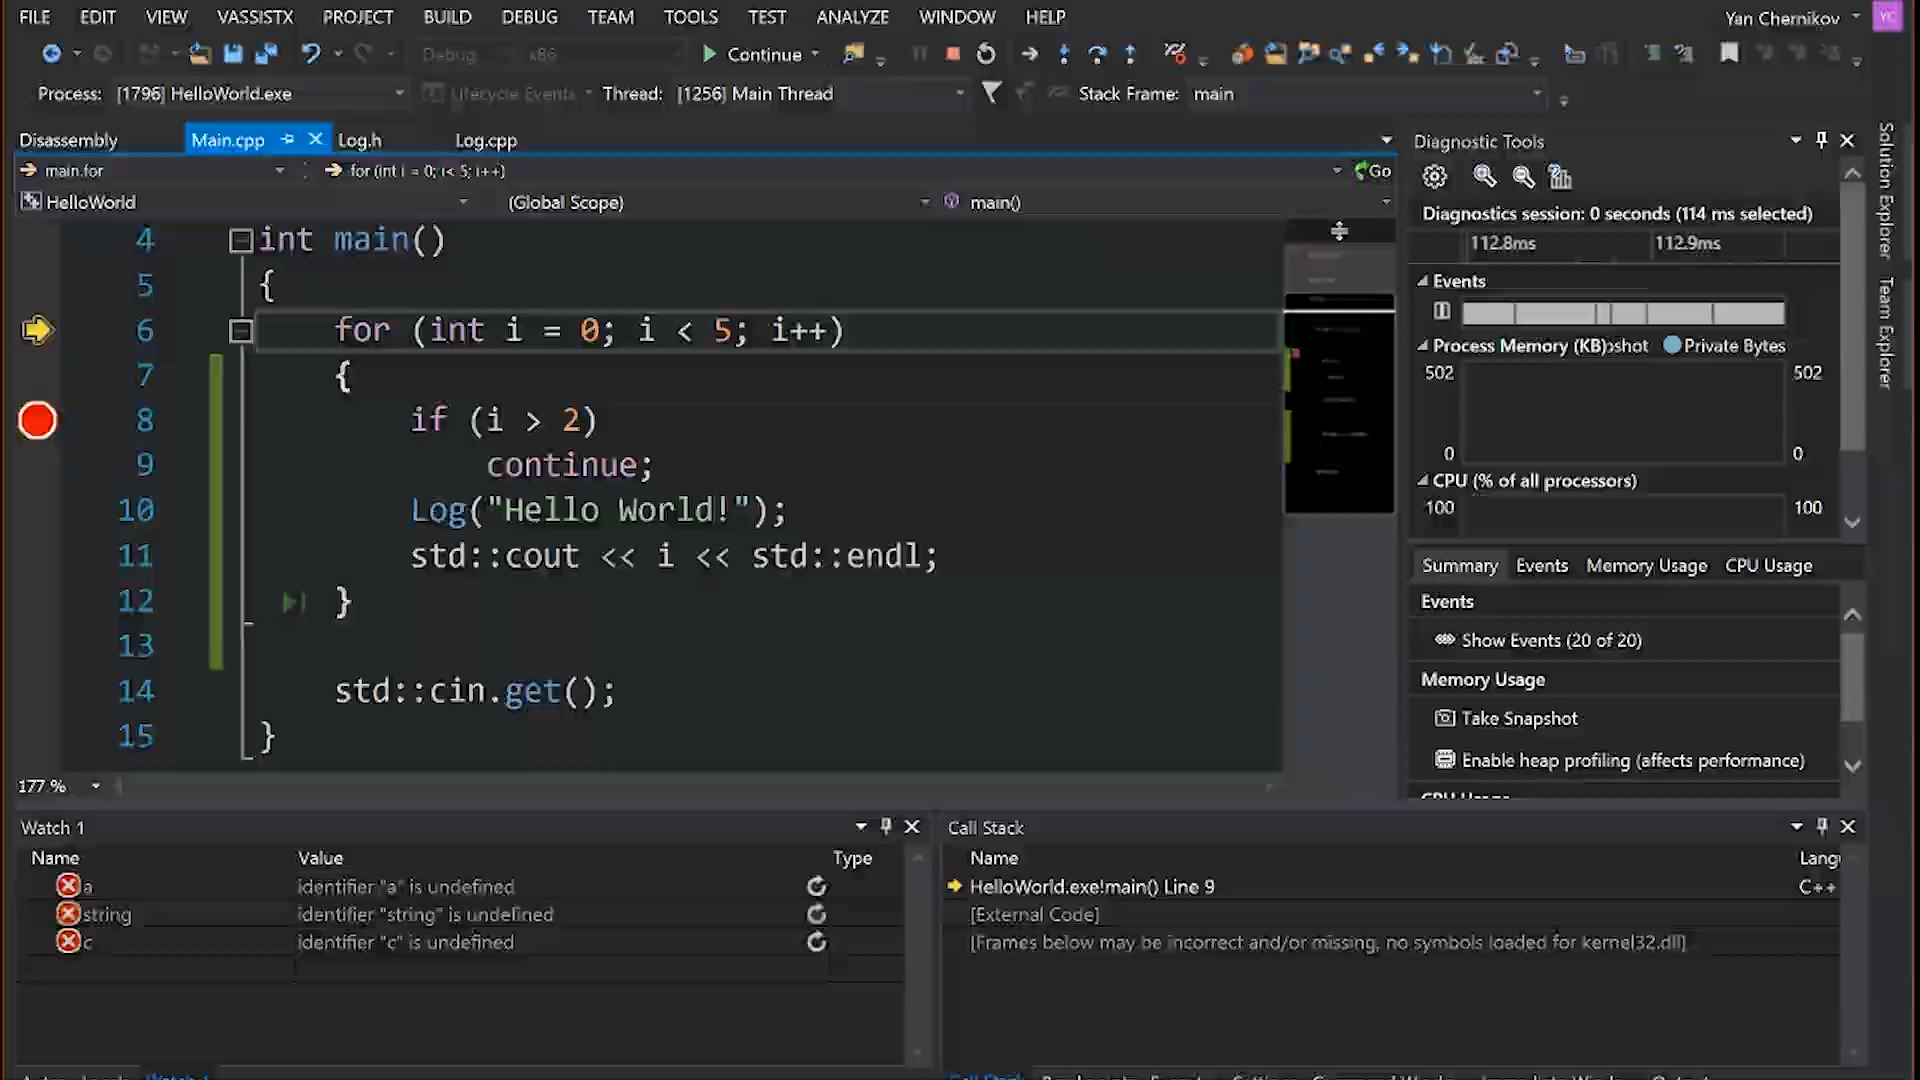 FILE EDIT VIEW VASSISTX PROJECT BUILD DEBUG TEAM TOOLS TEST ANALYZE WINDOW HELP Yan Chernikov YC
Debug x86 Continue
Process: [1796] HelloWorld.exe Lifecycle Events Thread: [1256] Main Thread Stack Frame: main
Disassembly Main.cpp Log.h Log.cpp
main.for for (int i = 0; i < 5; i++) Go
HelloWorld (Global Scope) main()
4 int main()
5 {
6 for (int i = 0; i < 5; i++)
7 {
8 if (i > 2)
9 continue;
10 Log("Hello World!");
11 std::cout << i << std::endl;
12 }
13
14 std::cin.get();
15 }
177 %
Diagnostic Tools
Diagnostics session: 0 seconds (114 ms selected)
112.8ms 112.9ms
Events
Process Memory (KB) Private Bytes
502 502
0 0
CPU (% of all processors)
100 100
Summary Events Memory Usage CPU Usage
Events
Show Events (20 of 20)
Memory Usage
Take Snapshot
Enable heap profiling (affects performance)
Solution Explorer
Team Explorer
Watch 1
Name Value Type
a identifier "a" is undefined
string identifier "string" is undefined
c identifier "c" is undefined
Call Stack
Name Lang
HelloWorld.exe!main() Line 9 C++
[External Code]
[Frames below may be incorrect and/or missing, no symbols loaded for kernel32.dll]